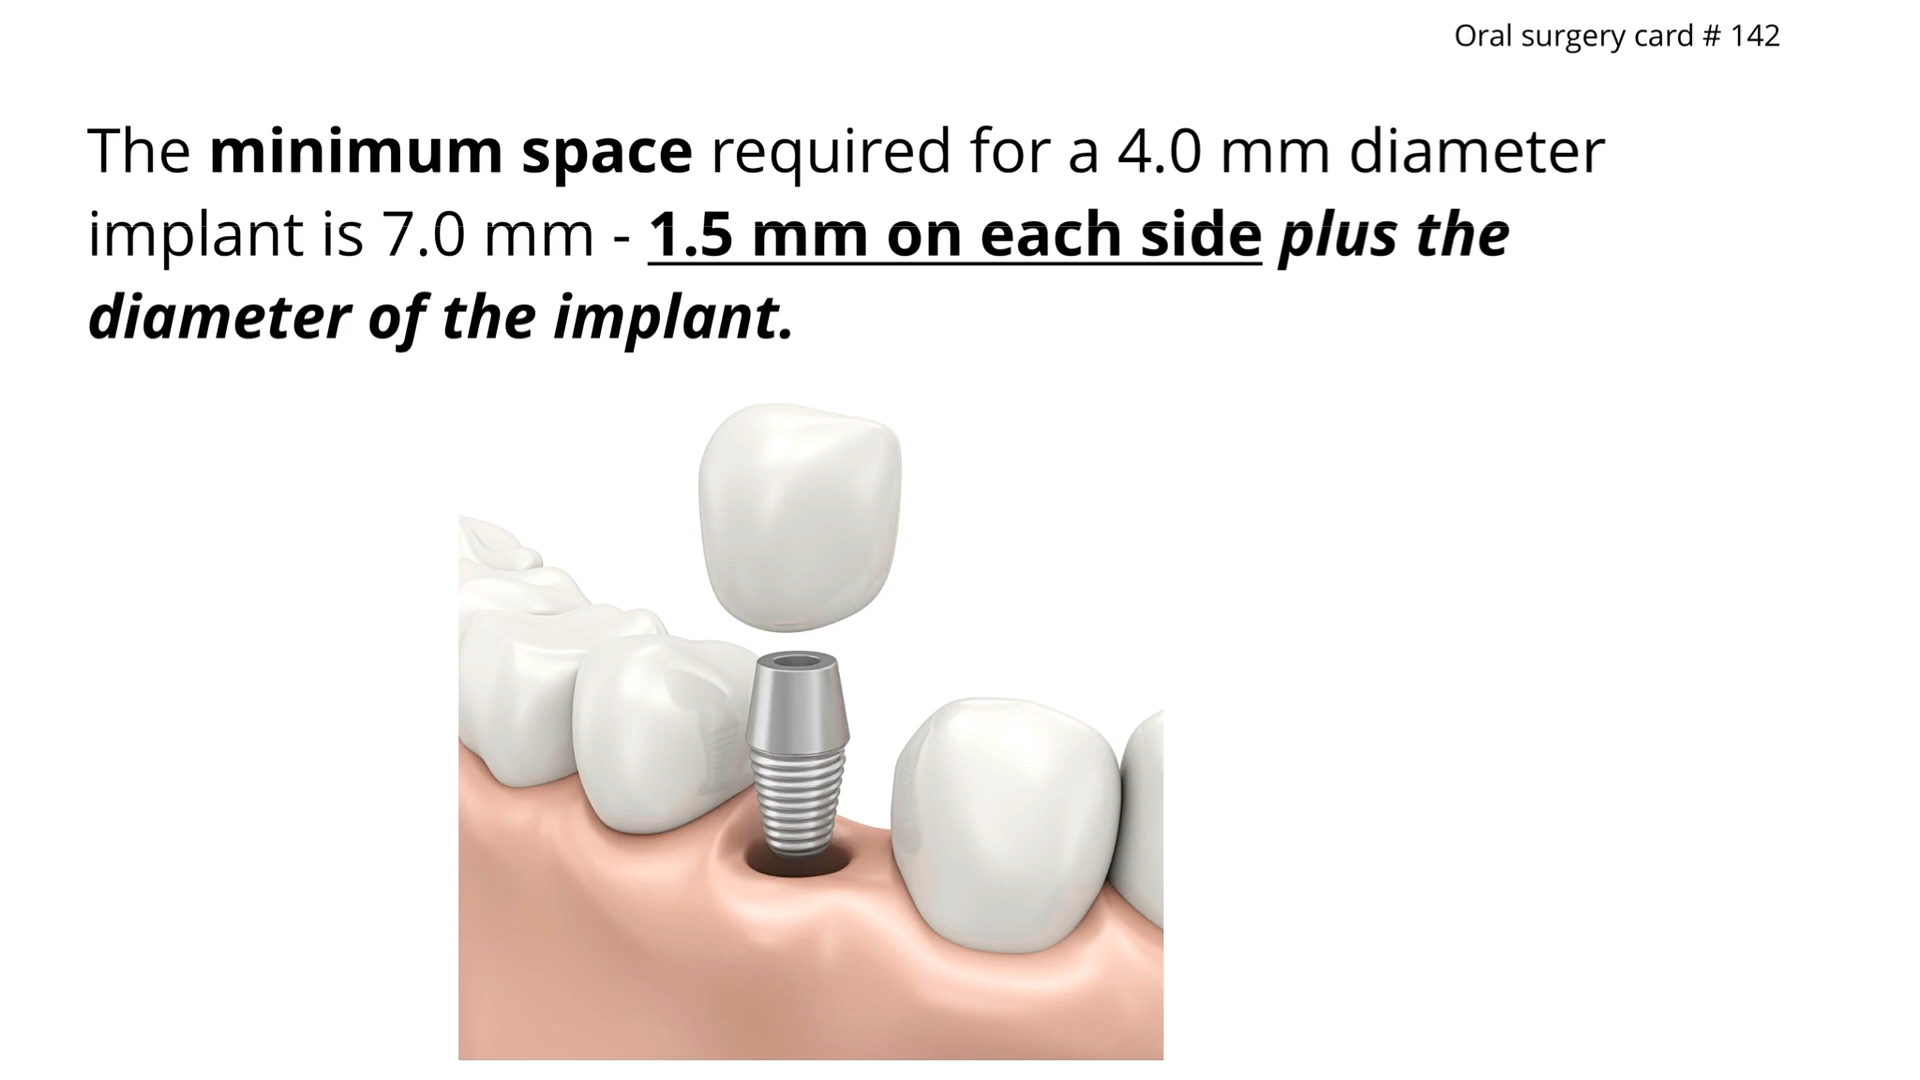 Oral surgery card # 142
The minimum space required for a 4.0 mm diameter
implant is 7.0 mm - 1.5 mm on each side plus the
diameter of the implant.